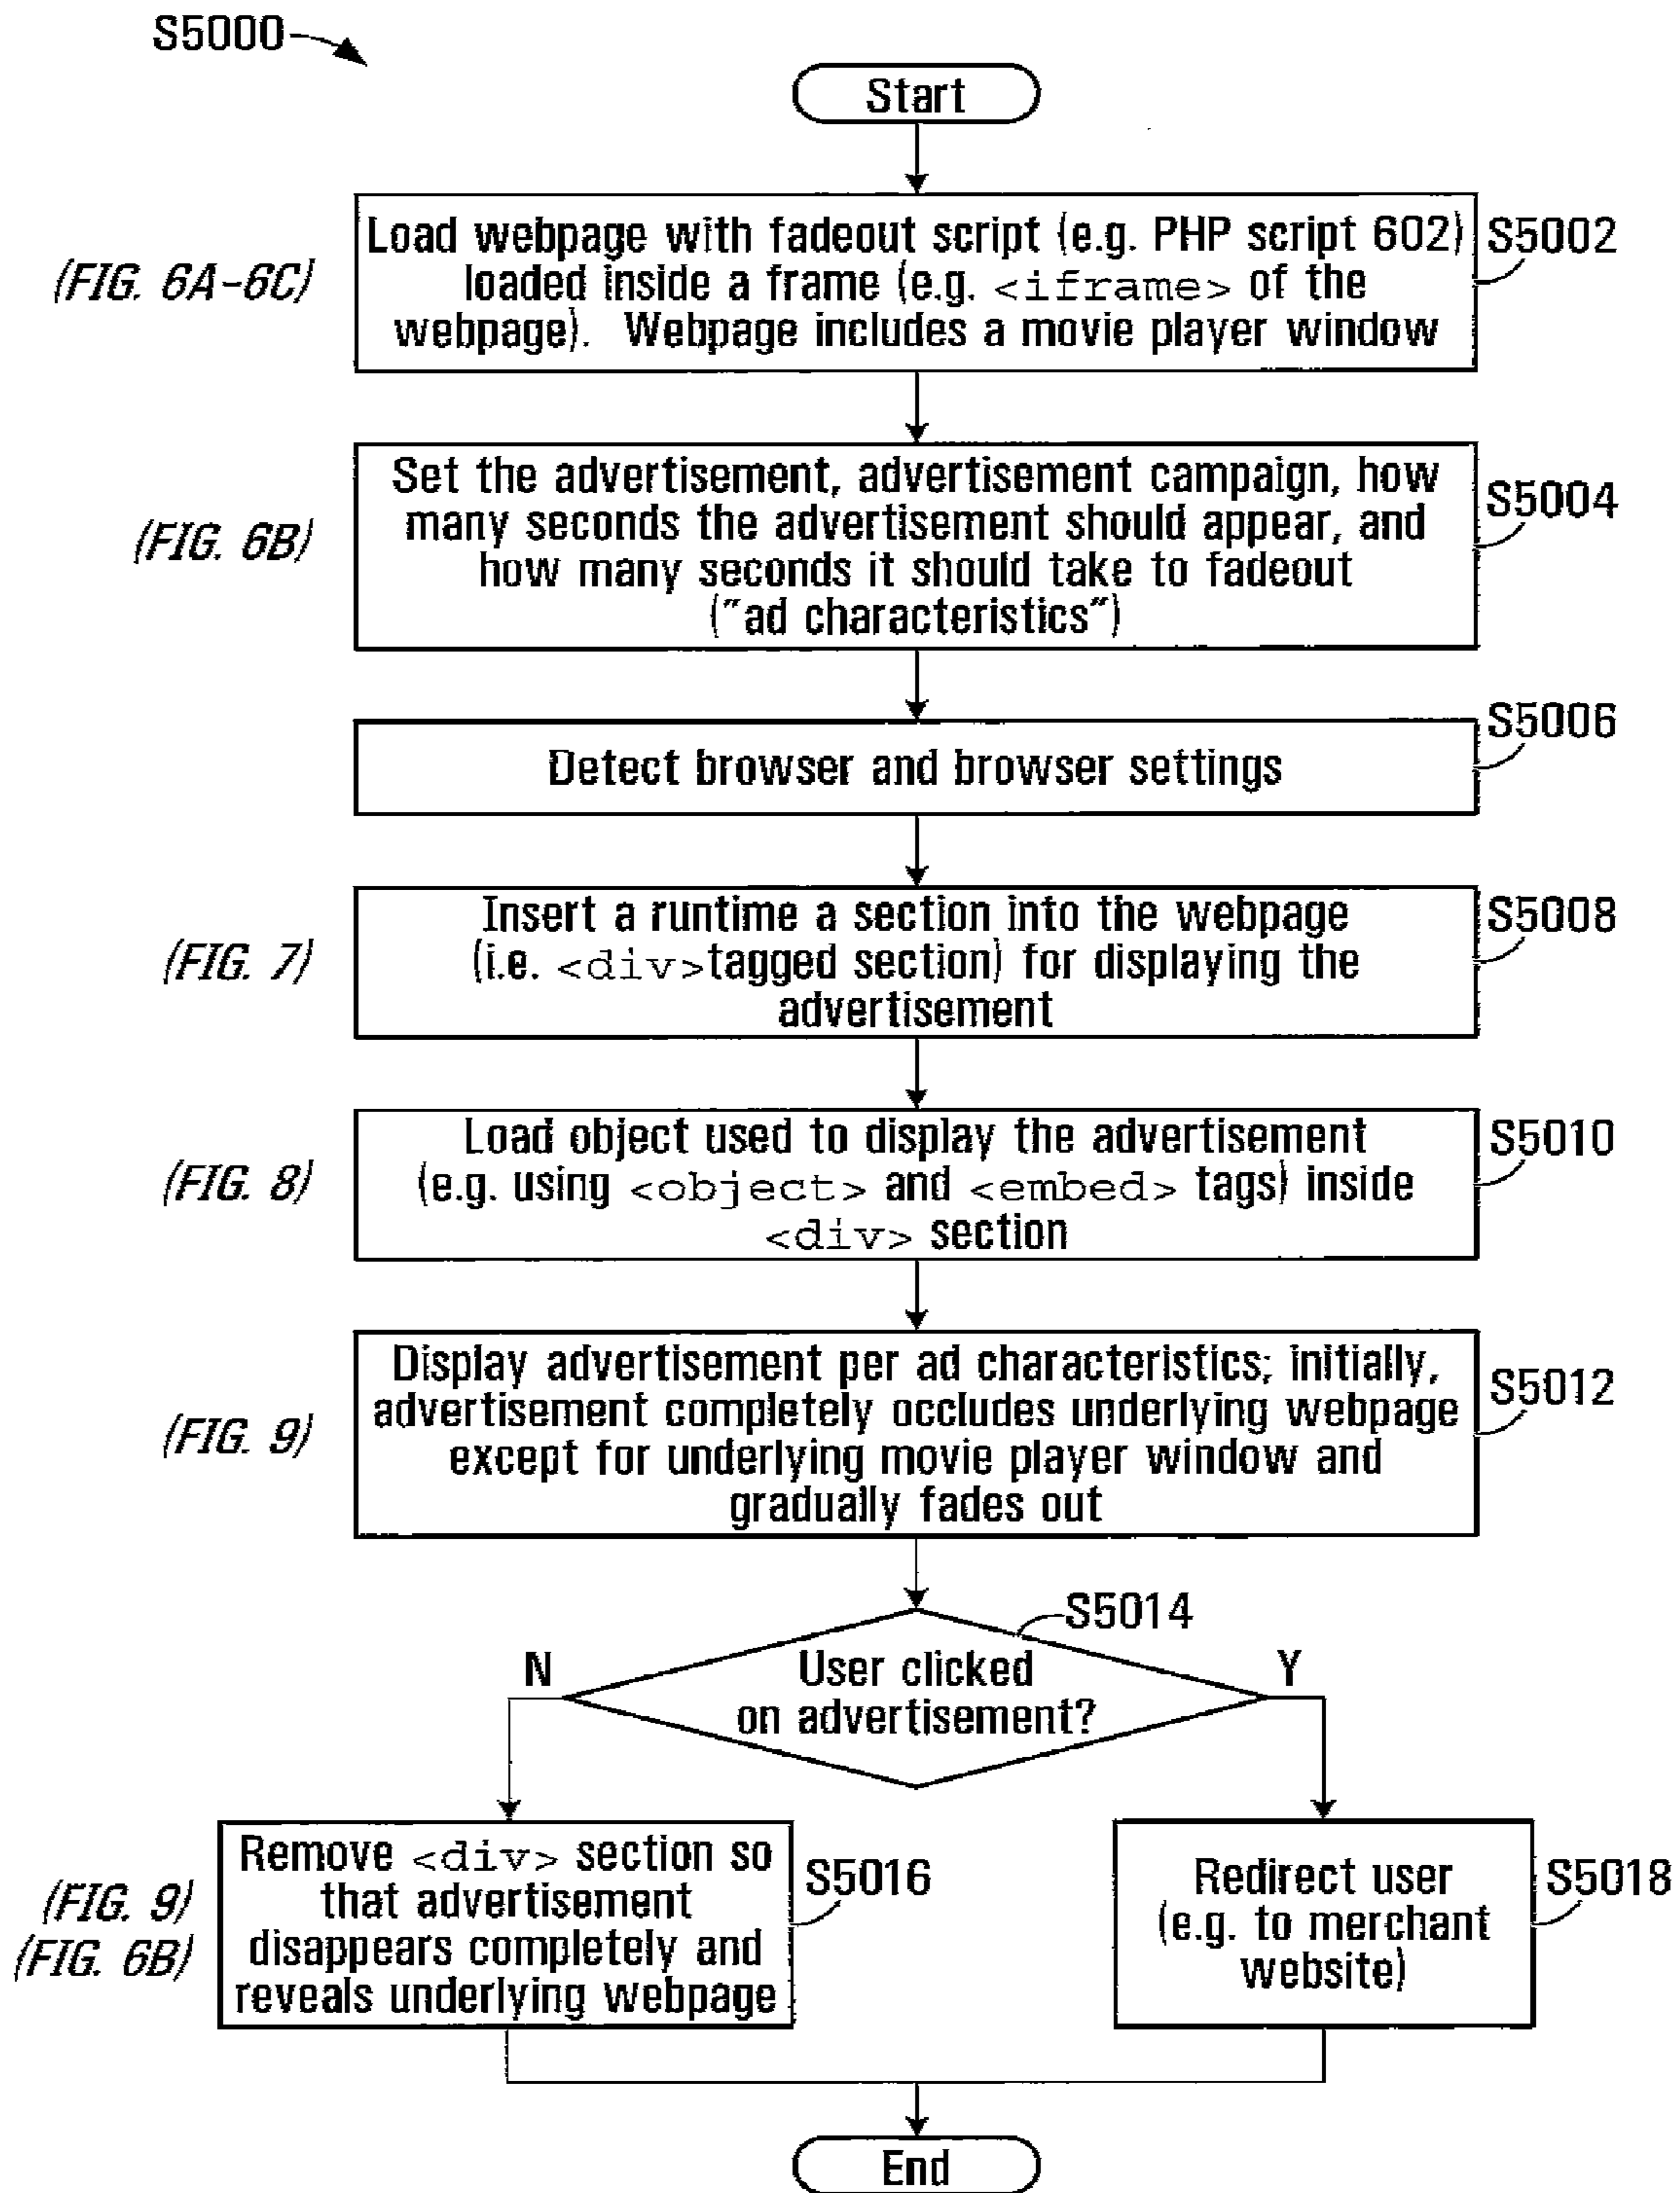 S5000
Start
(FIG. 6A-6C)
Load webpage with fadeout script (e.g. PHP script 602)
loaded inside a frame (e.g. <iframe> of the
webpage). Webpage includes a movie player window
S5002
(FIG. 6B)
Set the advertisement, advertisement campaign, how
many seconds the advertisement should appear, and
how many seconds it should take to fadeout
("ad characteristics")
S5004
Detect browser and browser settings
S5006
(FIG. 7)
Insert a runtime a section into the webpage
(i.e. <div>tagged section) for displaying the
advertisement
S5008
(FIG. 8)
Load object used to display the advertisement
(e.g. using <object> and <embed> tags) inside
<div> section
S5010
(FIG. 9)
Display advertisement per ad characteristics; initially,
advertisement completely occludes underlying webpage
except for underlying movie player window and
gradually fades out
S5012
S5014
N
User clicked
on advertisement?
Y
(FIG. 9)
(FIG. 6B)
Remove <div> section so
that advertisement
disappears completely and
reveals underlying webpage
S5016
Redirect user
(e.g. to merchant
website)
S5018
End